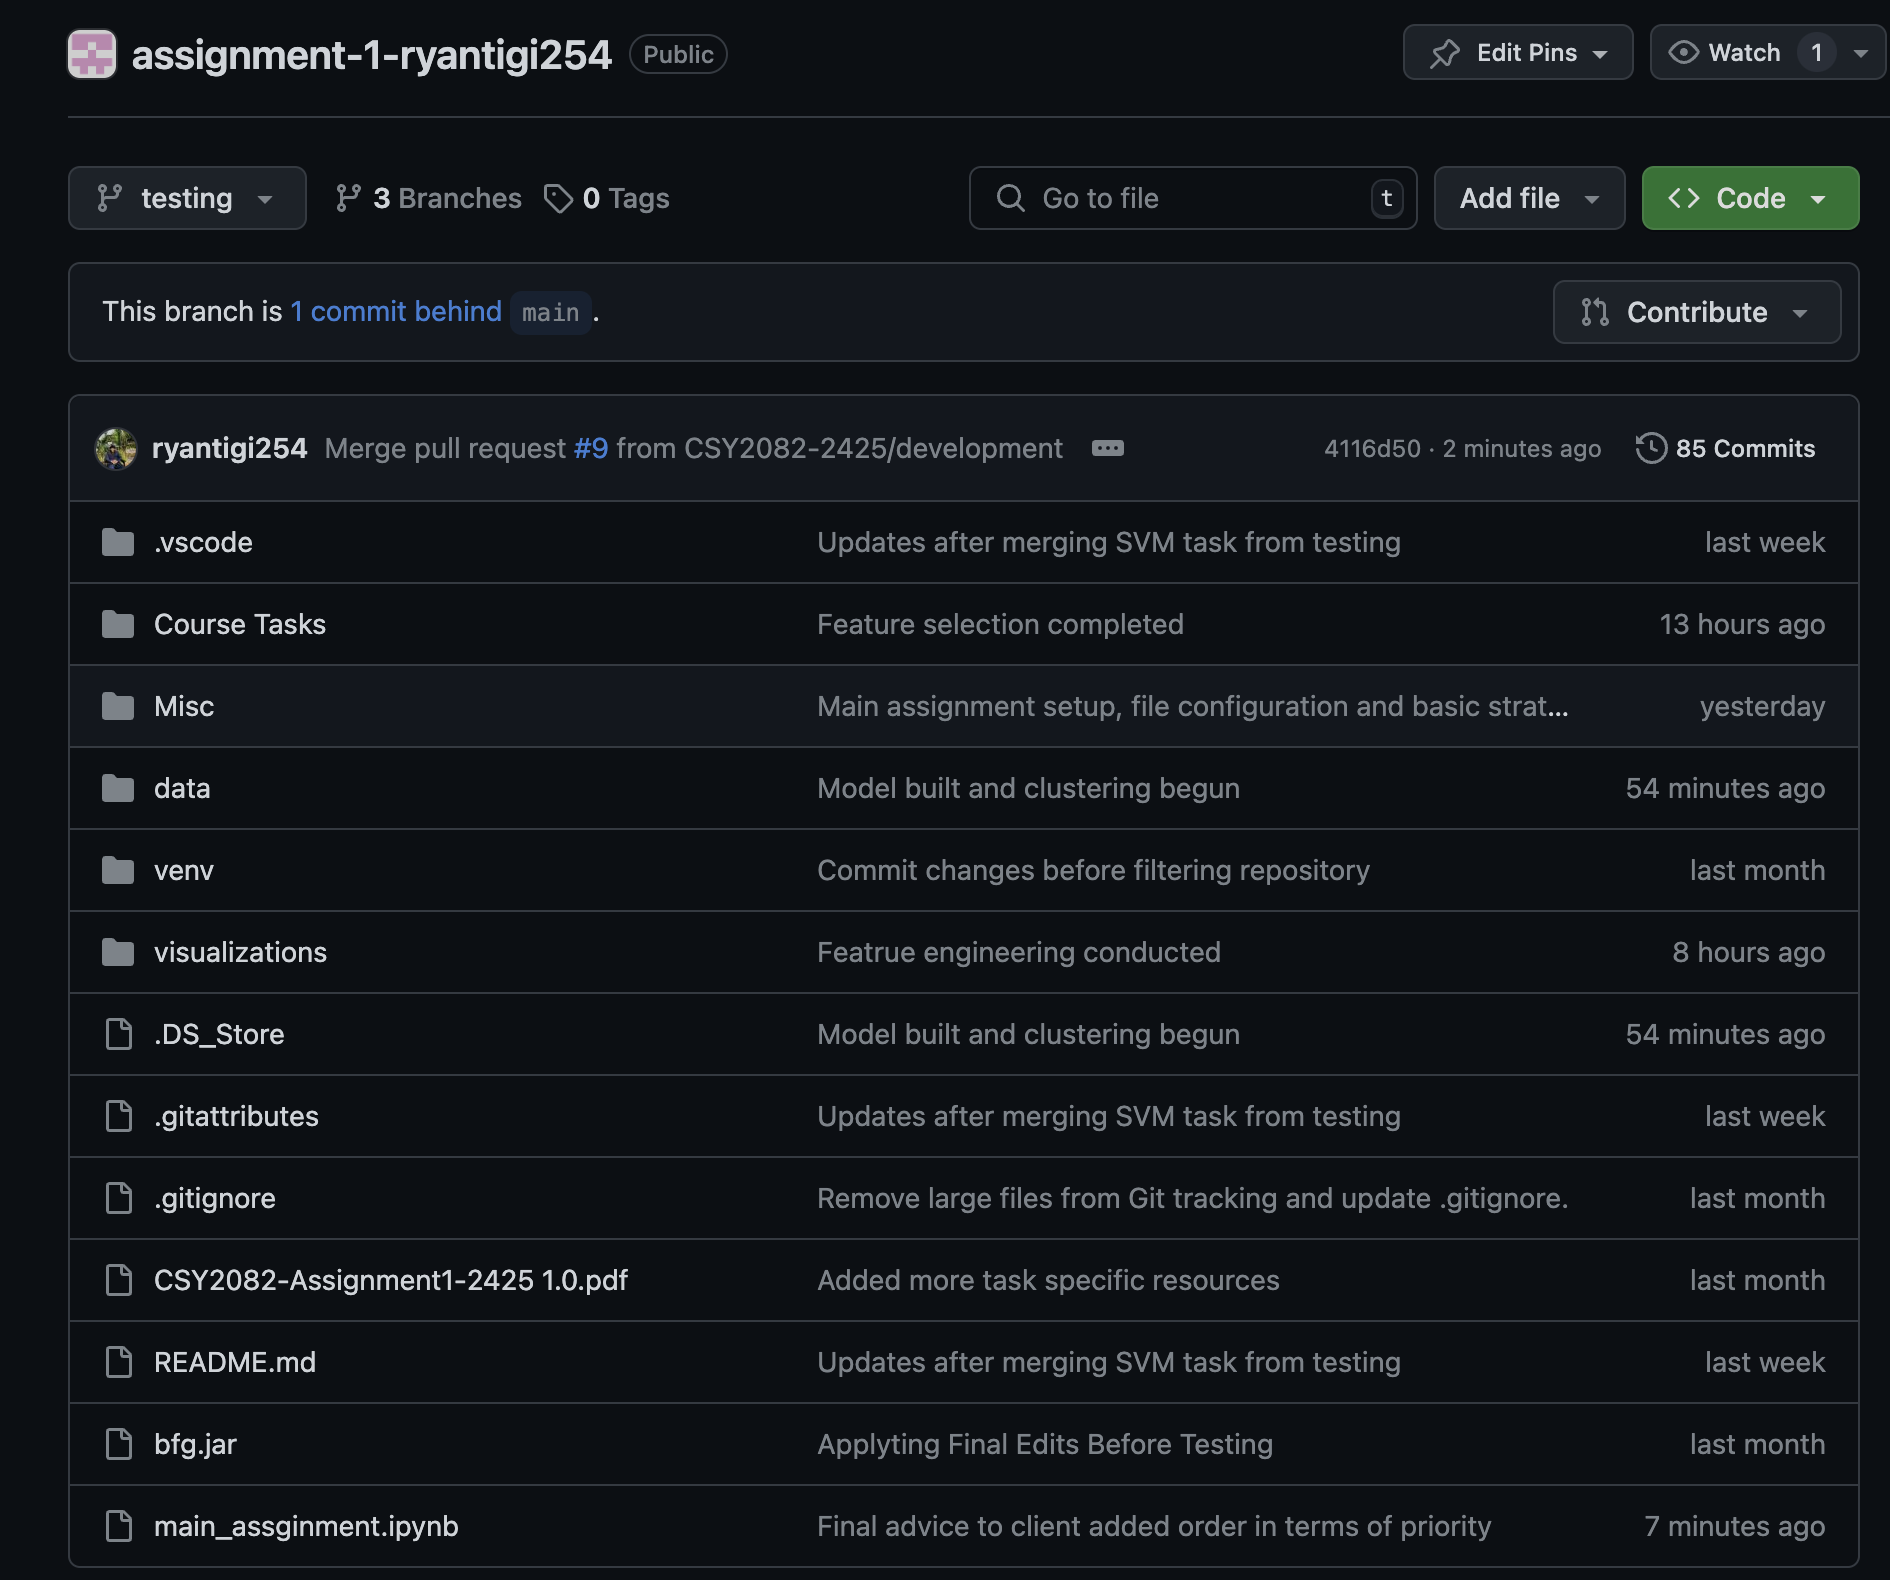 assignment-1-ryantigi254 Public Edit Pins Watch 1
testing 3 Branches 0 Tags Go to file t Add file Code
This branch is 1 commit behind main . Contribute
ryantigi254 Merge pull request #9 from CSY2082-2425/development 4116d50 · 2 minutes ago 85 Commits
.vscode Updates after merging SVM task from testing last week
Course Tasks Feature selection completed 13 hours ago
Misc Main assignment setup, file configuration and basic strat... yesterday
data Model built and clustering begun 54 minutes ago
venv Commit changes before filtering repository last month
visualizations Featrue engineering conducted 8 hours ago
.DS_Store Model built and clustering begun 54 minutes ago
.gitattributes Updates after merging SVM task from testing last week
.gitignore Remove large files from Git tracking and update .gitignore. last month
CSY2082-Assignment1-2425 1.0.pdf Added more task specific resources last month
README.md Updates after merging SVM task from testing last week
bfg.jar Applyting Final Edits Before Testing last month
main_assginment.ipynb Final advice to client added order in terms of priority 7 minutes ago